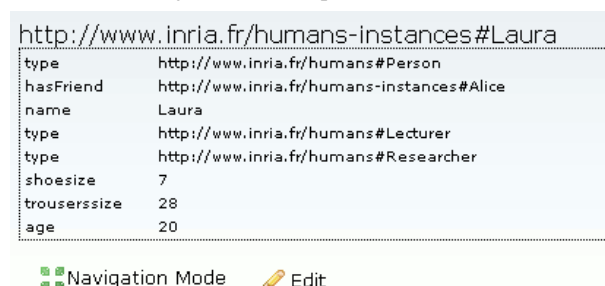 http://www.inria.fr/humans-instances#Laura
type http://www.inria.fr/humans#Person
hasFriend http://www.inria.fr/humans-instances#Alice
name Laura
type http://www.inria.fr/humans#Lecturer
type http://www.inria.fr/humans#Researcher
shoesize 7
trouserssize 28
age 20
Navigation Mode Edit